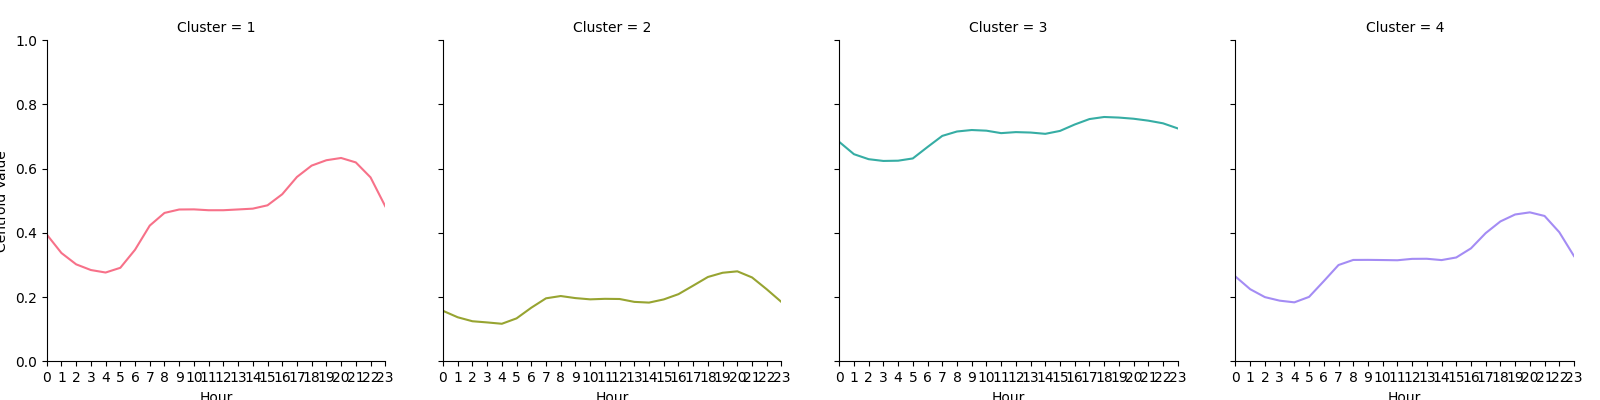 Cluster = 1
Cluster = 2
Cluster = 3
Cluster = 4
Centroid Value
1.0
0.8
0.6
0.4
0.2
0.0
0 1 2 3 4 5 6 7 8 9 10 11 12 13 14 15 16 17 18 19 20 21 22 23
0 1 2 3 4 5 6 7 8 9 10 11 12 13 14 15 16 17 18 19 20 21 22 23
0 1 2 3 4 5 6 7 8 9 10 11 12 13 14 15 16 17 18 19 20 21 22 23
0 1 2 3 4 5 6 7 8 9 10 11 12 13 14 15 16 17 18 19 20 21 22 23
Hour
Hour
Hour
Hour